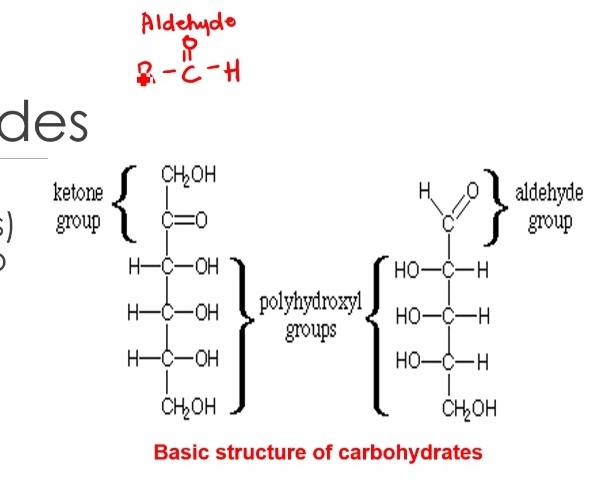 Aldehyde
O
R-C-H
des
s)
ketone group
CH₂OH
C=O
H-C-OH
H-C-OH
H-C-OH
CH₂OH
polyhydroxyl groups
H O
C
HO-C-H
HO-C-H
HO-C-H
CH₂OH
aldehyde group
Basic structure of carbohydrates